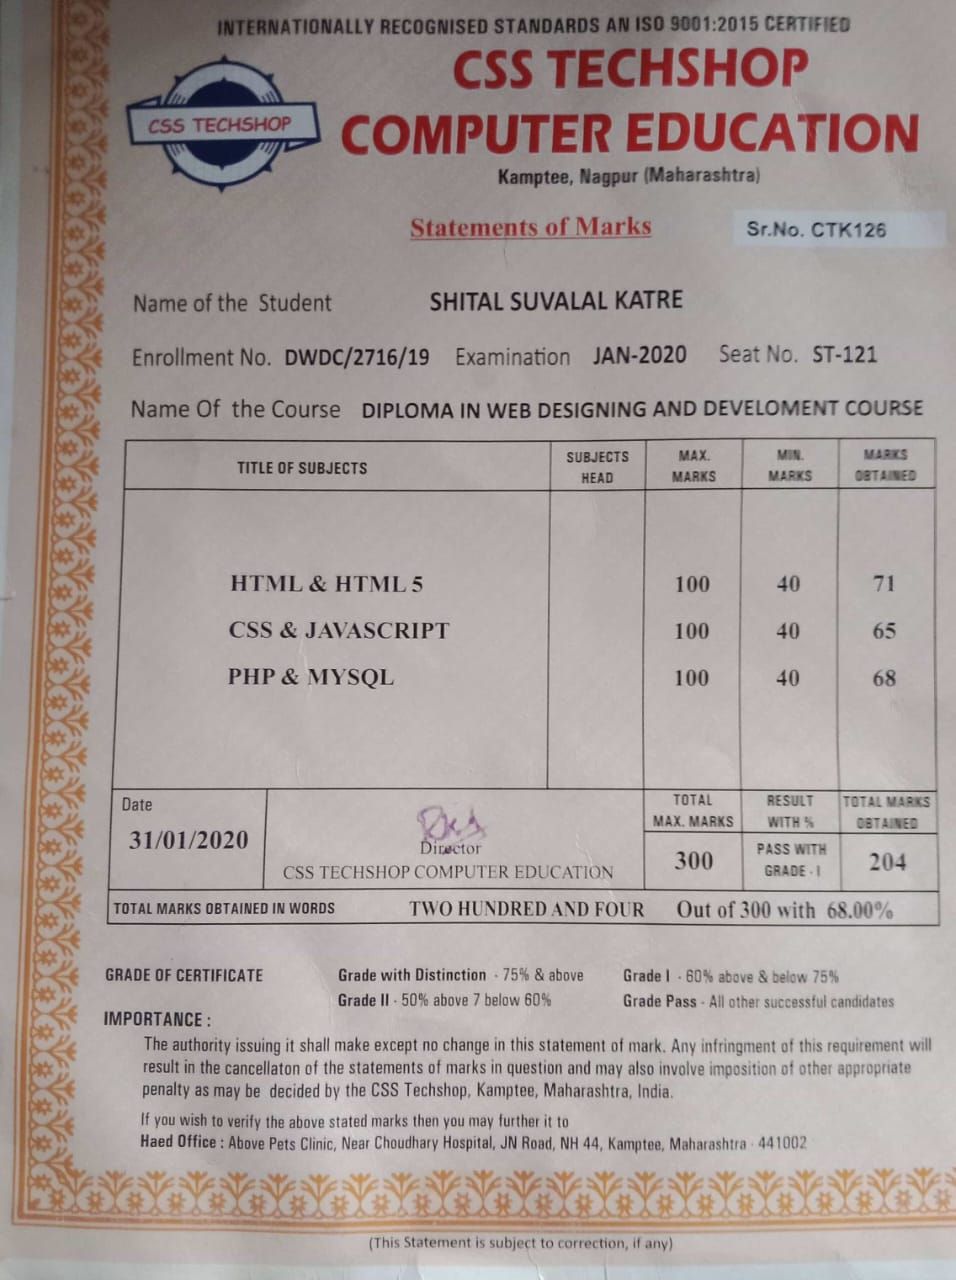 INTERNATIONALLY RECOGNISED STANDARDS AN ISO 9001:2015 CERTIFIED
CSS TECHSHOP
CSS TECHSHOP
COMPUTER EDUCATION
Kamptee, Nagpur (Maharashtra)
Statements of Marks
Sr.No. CTK126
Name of the Student SHITAL SUVALAL KATRE
Enrollment No. DWDC/2716/19 Examination JAN-2020 Seat No. ST-121
Name Of the Course DIPLOMA IN WEB DESIGNING AND DEVELOMENT COURSE
TITLE OF SUBJECTS SUBJECTS HEAD MAX. MARKS MIN. MARKS MARKS OBTAINED
HTML & HTML 5 100 40 71
CSS & JAVASCRIPT 100 40 65
PHP & MYSQL 100 40 68
Date
31/01/2020
Director
CSS TECHSHOP COMPUTER EDUCATION
TOTAL MAX. MARKS RESULT WITH % TOTAL MARKS OBTAINED
300 PASS WITH GRADE - I 204
TOTAL MARKS OBTAINED IN WORDS TWO HUNDRED AND FOUR Out of 300 with 68.00%
GRADE OF CERTIFICATE Grade with Distinction - 75% & above Grade I - 60% above & below 75%
Grade II - 50% above 7 below 60% Grade Pass - All other successful candidates
IMPORTANCE :
The authority issuing it shall make except no change in this statement of mark. Any infringment of this requirement will
result in the cancellaton of the statements of marks in question and may also involve imposition of other appropriate
penalty as may be decided by the CSS Techshop, Kamptee, Maharashtra, India.
If you wish to verify the above stated marks then you may further it to
Haed Office : Above Pets Clinic, Near Choudhary Hospital, JN Road, NH 44, Kamptee, Maharashtra - 441002
(This Statement is subject to correction, if any)